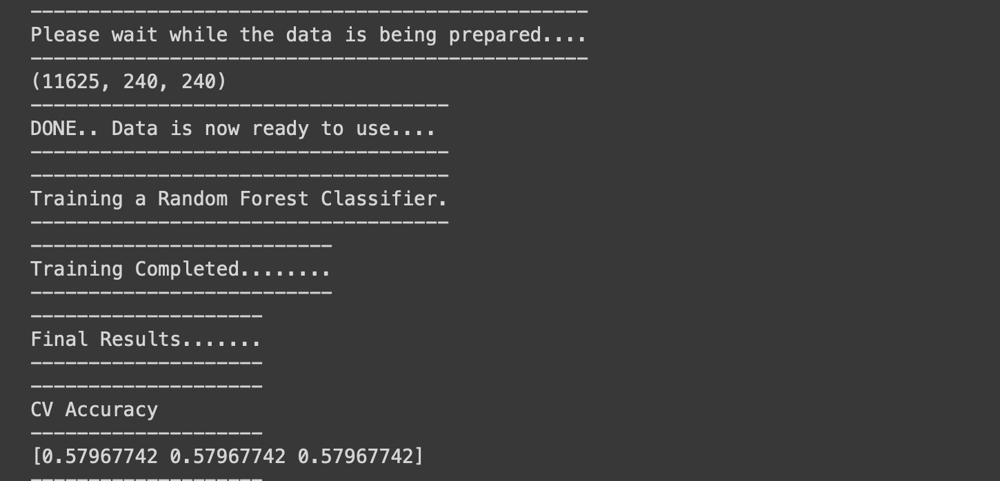 ------------------------------------------------
Please wait while the data is being prepared....
------------------------------------------------
(11625, 240, 240)
------------------------------------
DONE.. Data is now ready to use....
------------------------------------
------------------------------------
Training a Random Forest Classifier.
------------------------------------
--------------------------
Training Completed........
--------------------------
--------------------
Final Results.......
--------------------
--------------------
CV Accuracy
--------------------
[0.57967742 0.57967742 0.57967742]
--------------------